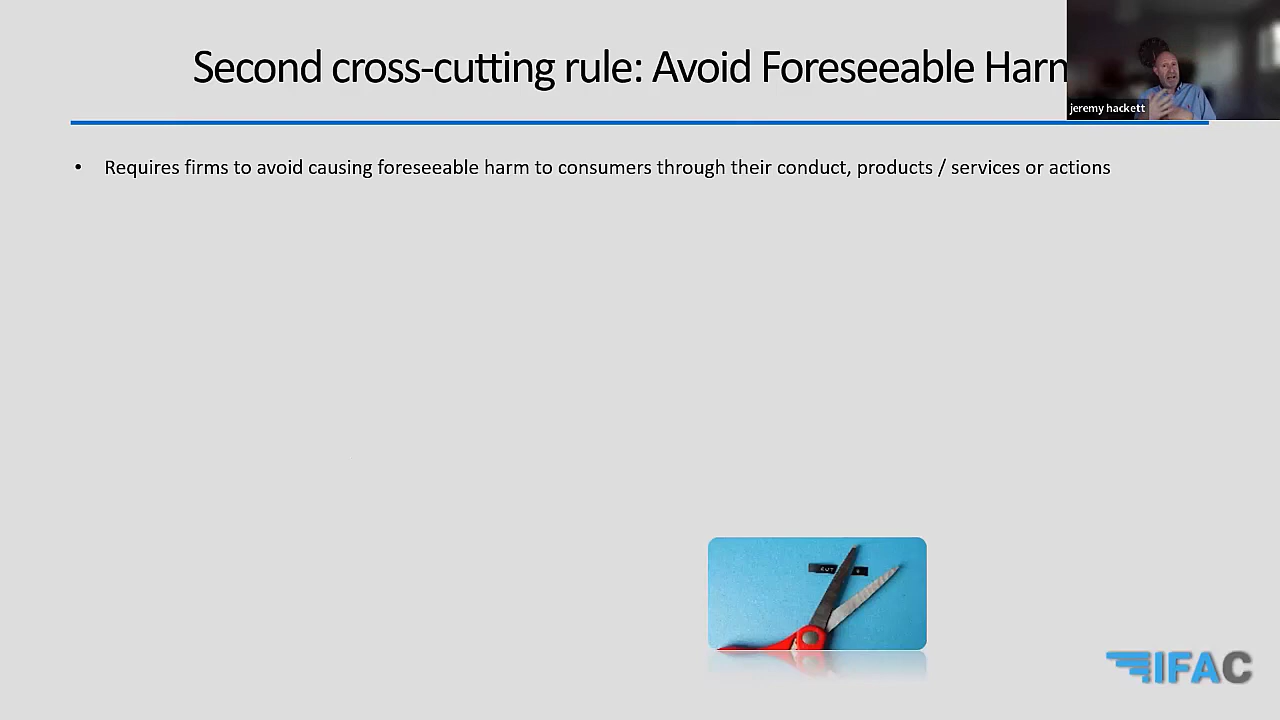 Second cross-cutting rule: Avoid Foreseeable Harm
jeremy hackett
• Requires firms to avoid causing foreseeable harm to consumers through their conduct, products / services or actions
CUT
IFAC